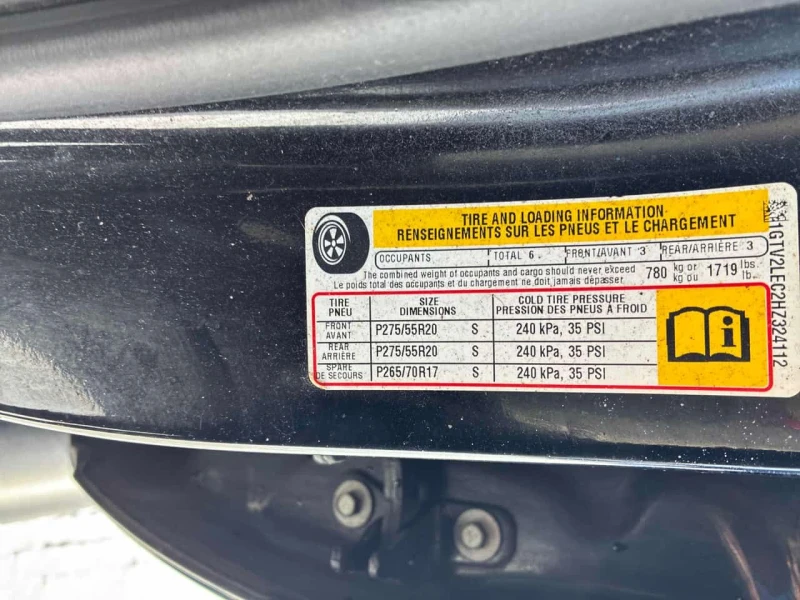 TIRE AND LOADING INFORMATION
RENSEIGNEMENTS SUR LES PNEUS ET LE CHARGEMENT
OCCUPANTS TOTAL 6 FRONT/AVANT 3 REAR/ARRIÈRE 3
The combined weight of occupants and cargo should never exceed 780 kg or 1719 lbs.
Le poids total des occupants et du chargement ne doit jamais dépasser kg ou lb.
TIRE SIZE COLD TIRE PRESSURE
PNEU DIMENSIONS PRESSION DES PNEUS À FROID
FRONT
AVANT P275/55R20 S 240 kPa, 35 PSI
REAR
ARRIÈRE P275/55R20 S 240 kPa, 35 PSI
SPARE
DE SECOURS P265/70R17 S 240 kPa, 35 PSI
1GTV2LEC2HZ324112